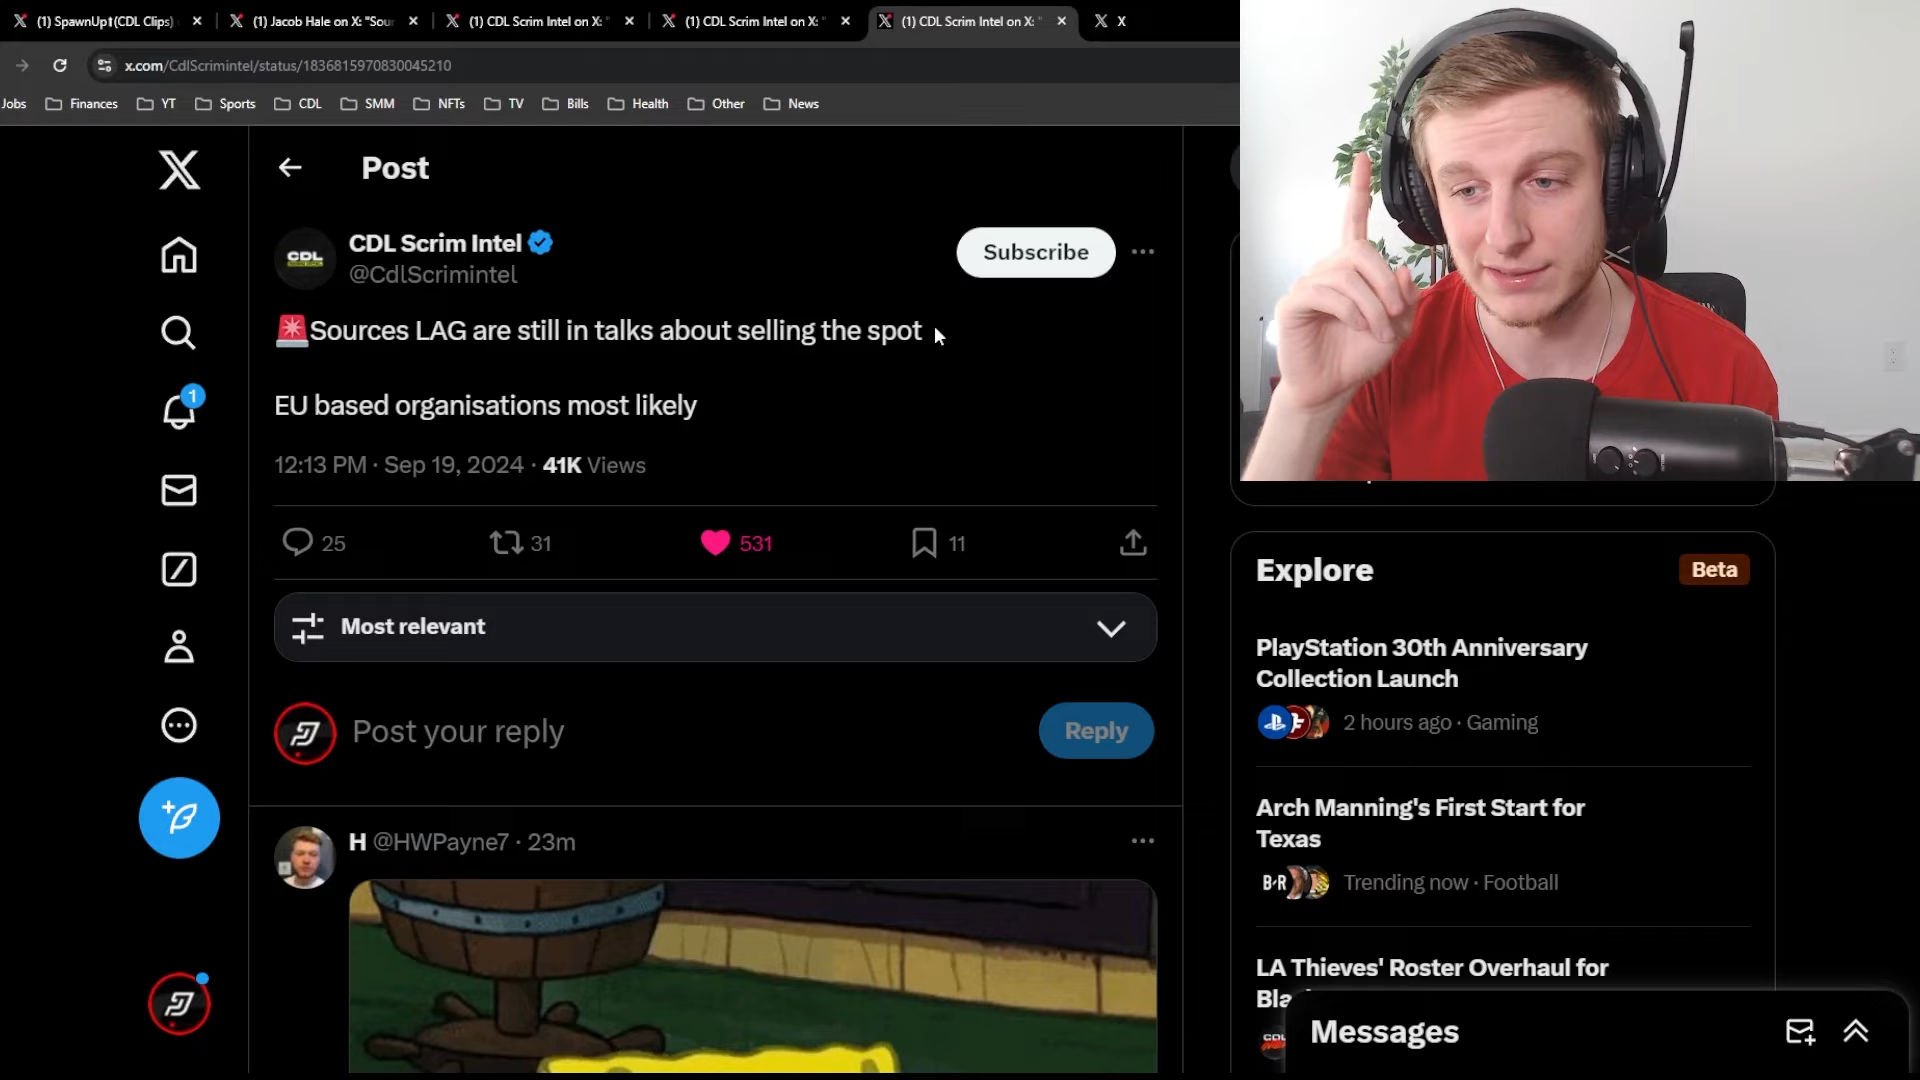 (1) SpawnUp†(CDL Clips)
(1) Jacob Hale on X: "Sour
(1) CDL Scrim Intel on X: "
(1) CDL Scrim Intel on X: "
(1) CDL Scrim Intel on X: "
X
x.com/CdlScrimintel/status/1836815970830045210
Jobs
Finances
YT
Sports
CDL
SMM
NFTs
TV
Bills
Health
Other
News
Post
CDL Scrim Intel
@CdlScrimintel
Subscribe
🚨Sources LAG are still in talks about selling the spot
EU based organisations most likely
12:13 PM · Sep 19, 2024 · 41K Views
25
31
531
11
Most relevant
Post your reply
Reply
H @HWPayne7 · 23m
1
Explore
Beta
PlayStation 30th Anniversary
Collection Launch
2 hours ago · Gaming
Arch Manning's First Start for
Texas
B/R
Trending now · Football
LA Thieves' Roster Overhaul for
Bla
CDL
Messages